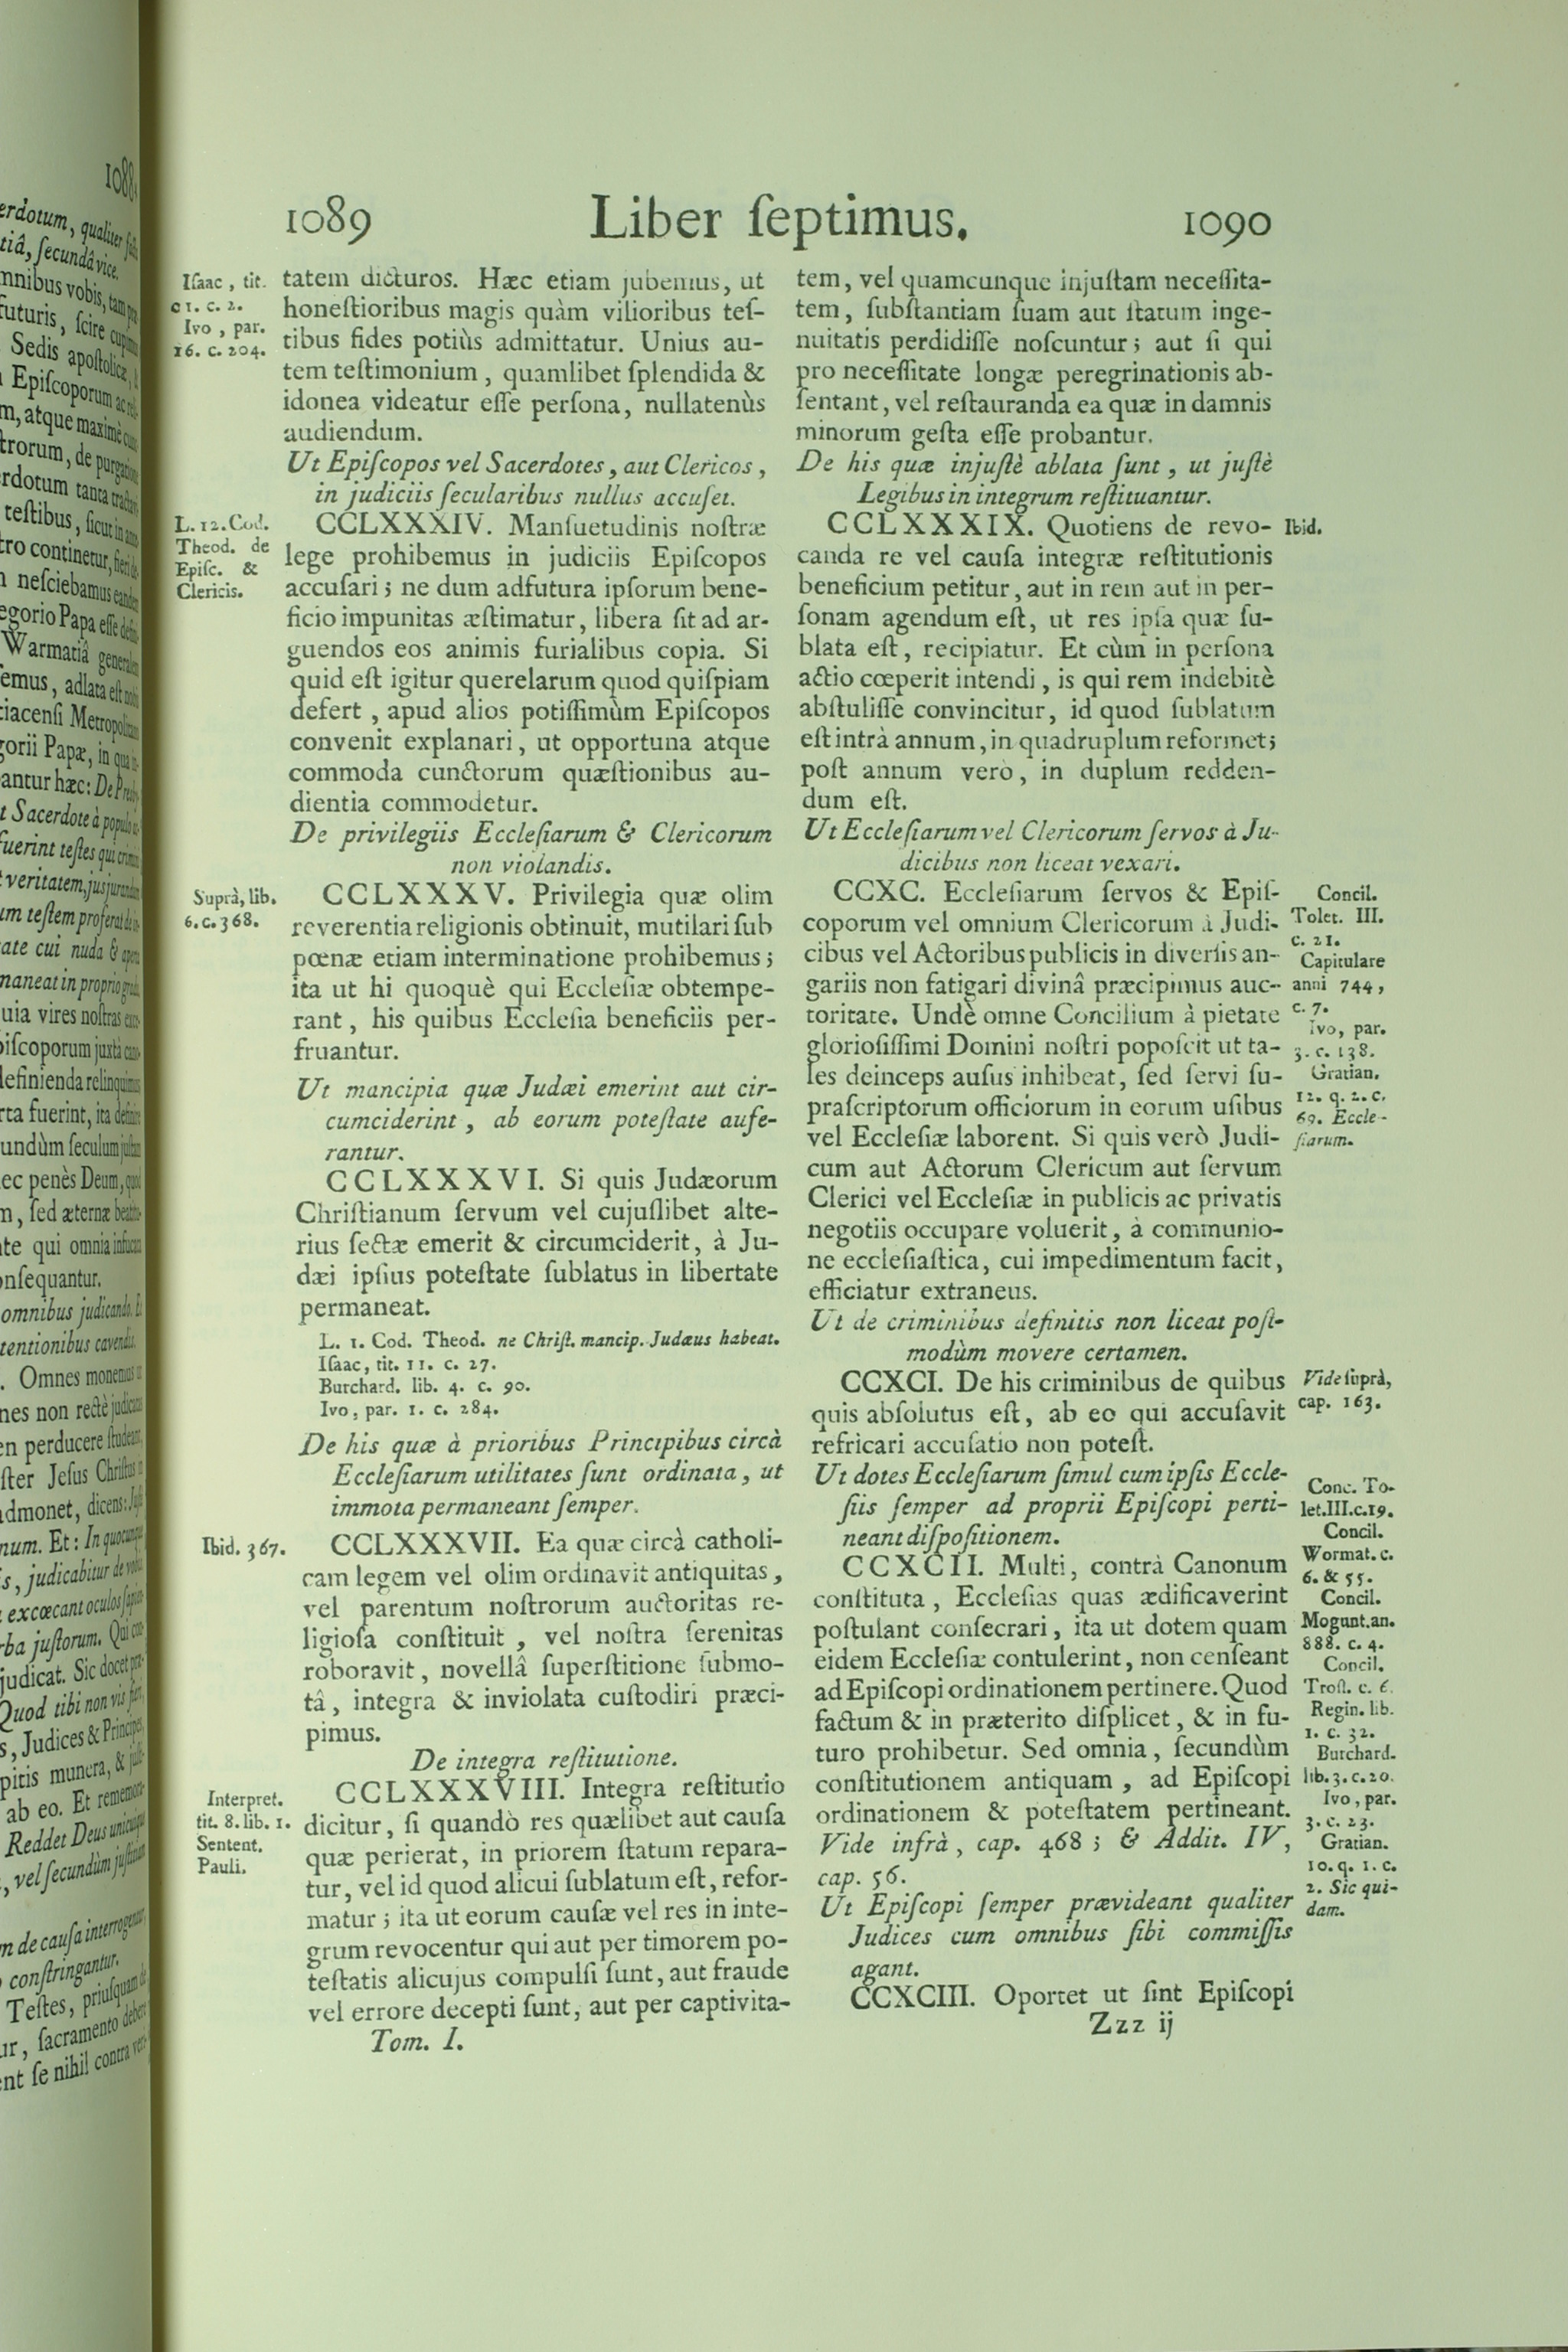 1089
Liber ſeptimus.
1090
Iſaac, tit.
c 1. c. 2.
Ivo, par.
16. c. 204.
tatem dicturos. Hæc etiam jubemus, ut
honeſtioribus magis quàm vilioribus teſ-
tibus fides potiùs admittatur. Unius au-
tem teſtimonium, quamlibet ſplendida &
idonea videatur eſſe perſona, nullatenùs
audiendum.
Ut Epiſcopos vel Sacerdotes, aut Clericos,
in judiciis ſecularibus nullus accuſet.
L. 12. Cod.
Theod. de
Epiſc. &
Clericis.
CCLXXXIV. Manſuetudinis noſtræ
lege prohibemus in judiciis Epiſcopos
accuſari; ne dum adfutura ipſorum bene-
ficio impunitas æſtimatur, libera ſit ad ar-
guendos eos animis furialibus copia. Si
quid eſt igitur querelarum quod quiſpiam
defert, apud alios potiſſimùm Epiſcopos
convenit explanari, ut opportuna atque
commoda cunctorum quæſtionibus au-
dientia commodetur.
De privilegiis Eccleſiarum & Clericorum
non violandis.
Suprà, lib.
6. c. 368.
CCLXXXV. Privilegia quæ olim
reverentia religionis obtinuit, mutilari ſub
pœnæ etiam interminatione prohibemus;
ita ut hi quoquè qui Eccleſiæ obtempe-
rant, his quibus Eccleſia beneficiis per-
fruantur.
Ut mancipia quæ Judæi emerint aut cir-
cumciderint, ab eorum poteſtate aufe-
rantur.
CCLXXXVI. Si quis Judæorum
Chriſtianum ſervum vel cujuſlibet alte-
rius ſectæ emerit & circumciderit, à Ju-
dæi ipſius poteſtate ſublatus in libertate
permaneat.
L. 1. Cod. Theod. ne Chriſt. mancip. Judæus habeat.
Iſaac, tit. 11. c. 27.
Burchard. lib. 4. c. 90.
Ivo, par. 1. c. 284.
De his quæ à prioribus Principibus circà
Eccleſiarum utilitates ſunt ordinata, ut
immota permaneant ſemper.
Ibid. 367.
CCLXXXVII. Ea quæ circà catholi-
cam legem vel olim ordinavit antiquitas,
vel parentum noſtrorum auctoritas re-
ligioſa conſtituit, vel noſtra ſerenitas
roboravit, novellâ ſuperſtitione ſubmo-
tâ, integra & inviolata cuſtodiri præci-
pimus.
De integra reſtitutione.
Interpret.
tit. 8. lib. 1.
Sentent.
Pauli.
CCLXXXVIII. Integra reſtitutio
dicitur, ſi quandò res quælibet aut cauſa
quæ perierat, in priorem ſtatum repara-
tur, vel id quod alicui ſublatum eſt, refor-
matur; ita ut eorum cauſæ vel res in inte-
grum revocentur qui aut per timorem po-
teſtatis alicujus compulſi ſunt, aut fraude
vel errore decepti ſunt, aut per captivita-
Tom. I.
tem, vel quamcunque injuſtam neceſſita-
tem, ſubſtantiam ſuam aut ſtatum inge-
nuitatis perdidiſſe noſcuntur; aut ſi qui
pro neceſſitate longæ peregrinationis ab-
ſentant, vel reſtauranda ea quæ in damnis
minorum geſta eſſe probantur.
De his quæ injuſtè ablata ſunt, ut juſtè
Legibus in integrum reſtituantur.
CCLXXXIX. Quotiens de revo-
canda re vel cauſa integræ reſtitutionis
beneficium petitur, aut in rem aut in per-
ſonam agendum eſt, ut res ipſa quæ ſu-
blata eſt, recipiatur. Et cùm in perſona
actio cœperit intendi, is qui rem indebitè
abſtuliſſe convincitur, id quod ſublatum
eſt intrà annum, in quadruplum reformet;
poſt annum verò, in duplum redden-
dum eſt.
Ibid.
Ut Eccleſiarum vel Clericorum ſervos à Ju-
dicibus non liceat vexari.
CCXC. Eccleſiarum ſervos & Epiſ-
coporum vel omnium Clericorum à Judi-
cibus vel Actoribus publicis in diverſis an-
gariis non fatigari divinâ præcipimus auc-
toritate. Undè omne Concilium à pietate
glorioſiſſimi Domini noſtri popoſcit ut ta-
les deinceps auſus inhibeat, ſed ſervi ſu-
praſcriptorum officiorum in eorum uſibus
vel Eccleſiæ laborent. Si quis verò Judi-
cum aut Actorum Clericum aut ſervum
Clerici vel Eccleſiæ in publicis ac privatis
negotiis occupare voluerit, à communio-
ne eccleſiaſtica, cui impedimentum facit,
efficiatur extraneus.
Concil.
Tolet. III.
c. 21.
Capitulare
anni 744,
c. 7.
Ivo, par.
3. c. 138.
Gratian.
12. q. 2. c.
69. Eccle-
ſiarum.
Ut de criminibus definitis non liceat poſt-
modùm movere certamen.
CCXCI. De his criminibus de quibus
quis abſolutus eſt, ab eo qui accuſavit
refricari accuſatio non poteſt.
Vide ſuprà,
cap. 163.
Ut dotes Eccleſiarum ſimul cum ipſis Eccle-
ſiis ſemper ad proprii Epiſcopi perti-
neant diſpoſitionem.
CCXCII. Multi, contrà Canonum
conſtituta, Eccleſias quas ædificaverint
poſtulant conſecrari, ita ut dotem quam
eidem Eccleſiæ contulerint, non cenſeant
ad Epiſcopi ordinationem pertinere. Quod
factum & in præterito diſplicet, & in fu-
turo prohibetur. Sed omnia, ſecundùm
conſtitutionem antiquam, ad Epiſcopi
ordinationem & poteſtatem pertineant.
Vide infrà, cap. 468; & Addit. IV,
cap. 56.
Conc. To-
let. III. c. 19.
Concil.
Wormat. c.
6. & 55.
Concil.
Mogunt. an.
888. c. 4.
Concil.
Troſl. c. 6.
Regin. lib.
1. c. 32.
Burchard.
lib. 3. c. 20.
Ivo, par.
3. c. 23.
Gratian.
10. q. 1. c.
2. Sic qui-
dam.
Ut Epiſcopi ſemper prævideant qualiter
Judices cum omnibus ſibi commiſſis
agant.
CCXCIII. Oportet ut ſint Epiſcopi
Zzz ij